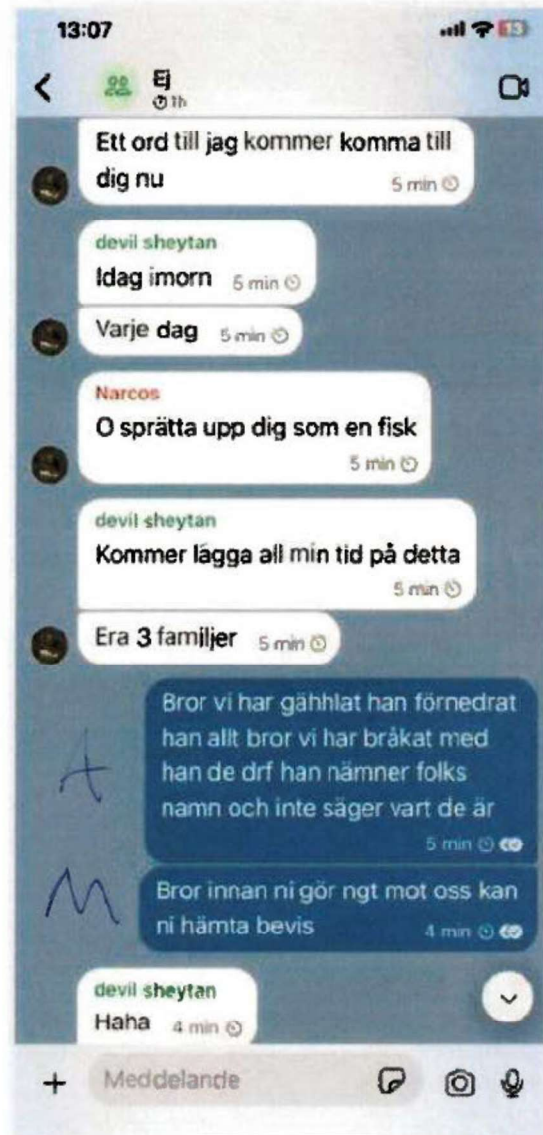 13:07
13
Ej
1h
Ett ord till jag kommer komma till
dig nu
5 min
devil sheytan
Idag imorn 5 min
Varje dag 5 min
Narcos
O sprätta upp dig som en fisk
5 min
devil sheytan
Kommer lägga all min tid på detta
5 min
Era 3 familjer 5 min
Bror vi har gähhlat han förnedrat
han allt bror vi har bråkat med
han de drf han nämner folks
namn och inte säger vart de är
5 min
A
Bror innan ni gör ngt mot oss kan
ni hämta bevis 4 min
M
devil sheytan
Haha 4 min
Meddelande